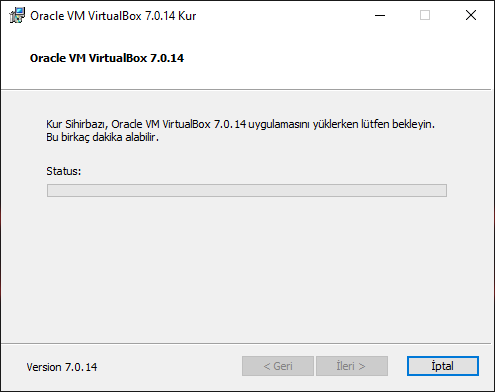 Oracle VM VirtualBox 7.0.14 Kur
Oracle VM VirtualBox 7.0.14
Kur Sihirbazı, Oracle VM VirtualBox 7.0.14 uygulamasını yüklerken lütfen bekleyin.
Bu birkaç dakika alabilir.
Status:
Version 7.0.14
< Geri
İleri >
İptal